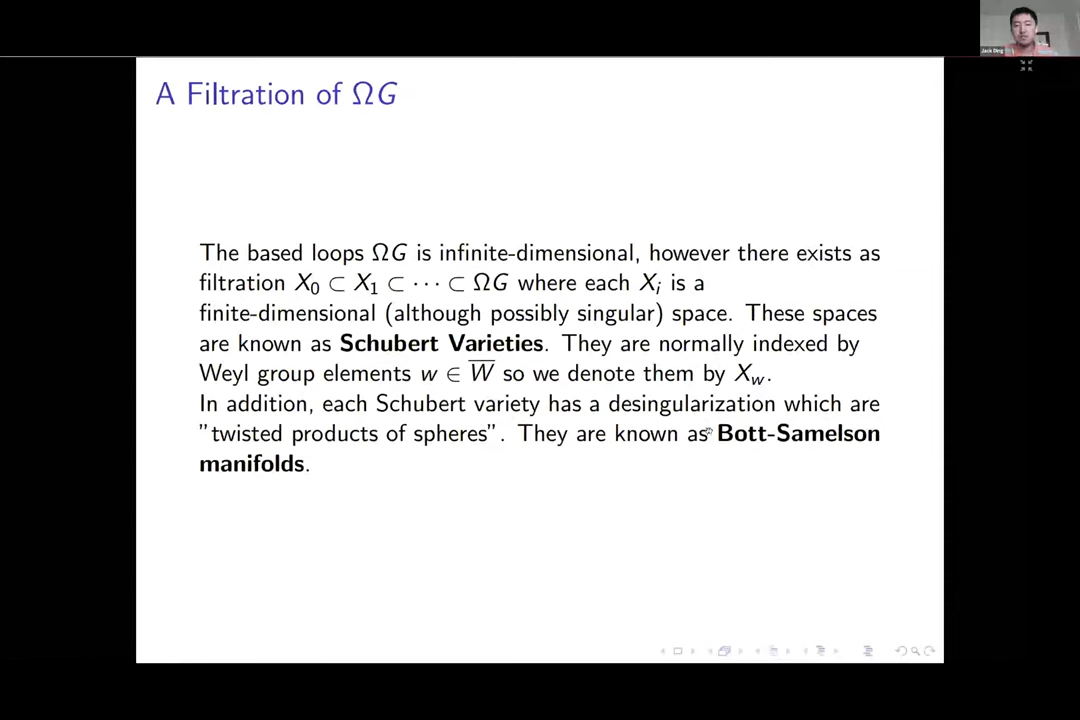 Jack Ding
A Filtration of ΩG
The based loops ΩG is infinite-dimensional, however there exists as
filtration X₀ ⊂ X₁ ⊂ ⋯ ⊂ ΩG where each Xᵢ is a
finite-dimensional (although possibly singular) space. These spaces
are known as Schubert Varieties. They are normally indexed by
Weyl group elements w ∈ W̅ so we denote them by X_w.
In addition, each Schubert variety has a desingularization which are
”twisted products of spheres”. They are known as Bott-Samelson
manifolds.